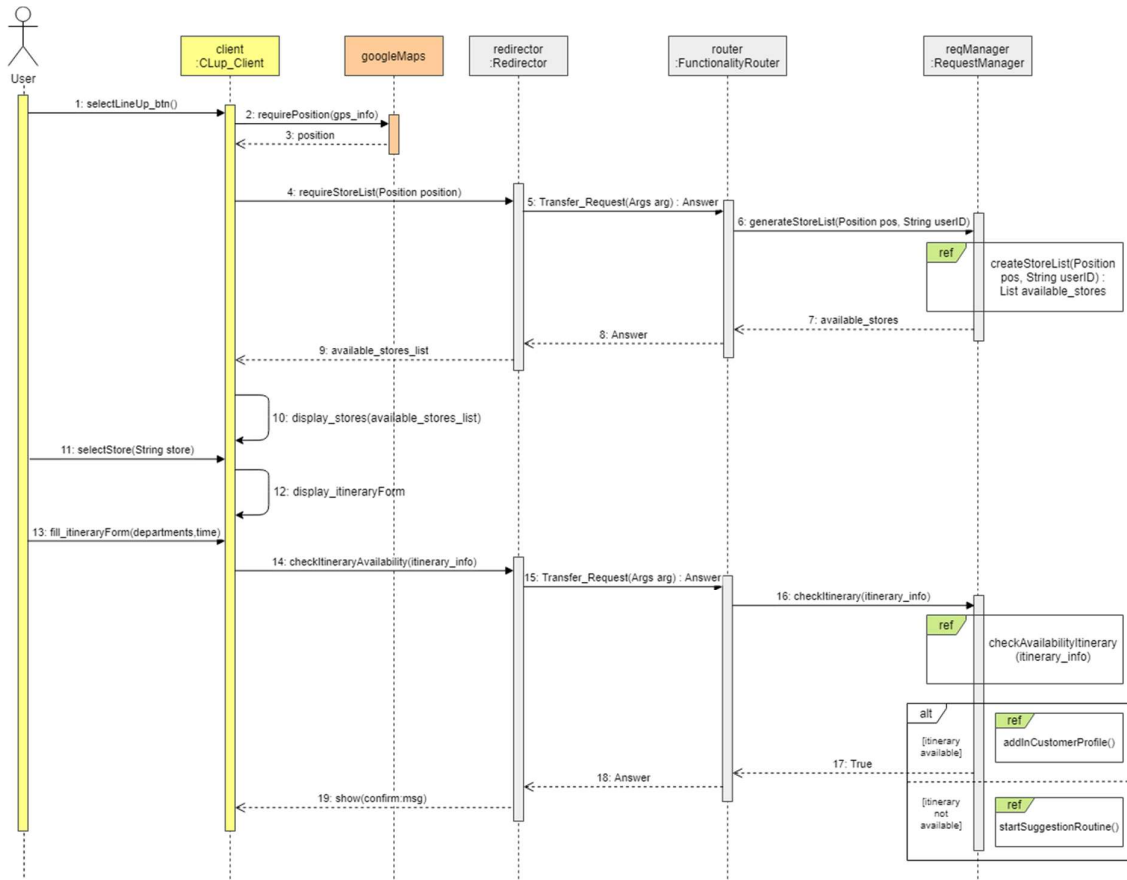 client
:CLup_Client
googleMaps
redirector
:Redirector
router
:FunctionalityRouter
reqManager
:RequestManager
User
1: selectLineUp_btn()
2: requirePosition(gps_info)
3: position
4: requireStoreList(Position position)
5: Transfer_Request(Args arg) : Answer
6: generateStoreList(Position pos, String userID)
ref
createStoreList(Position
pos, String userID) :
List available_stores
7: available_stores
8: Answer
9: available_stores_list
10: display_stores(available_stores_list)
11: selectStore(String store)
12: display_itineraryForm
13: fill_itineraryForm(departments,time)
14: checkItineraryAvailability(itinerary_info)
15: Transfer_Request(Args arg) : Answer
16: checkItinerary(itinerary_info)
ref
checkAvailabilityItinerary
(itinerary_info)
alt
[itinerary
available]
ref
addInCustomerProfile()
17: True
18: Answer
19: show(confirm:msg)
[itinerary
not
available]
ref
startSuggestionRoutine()